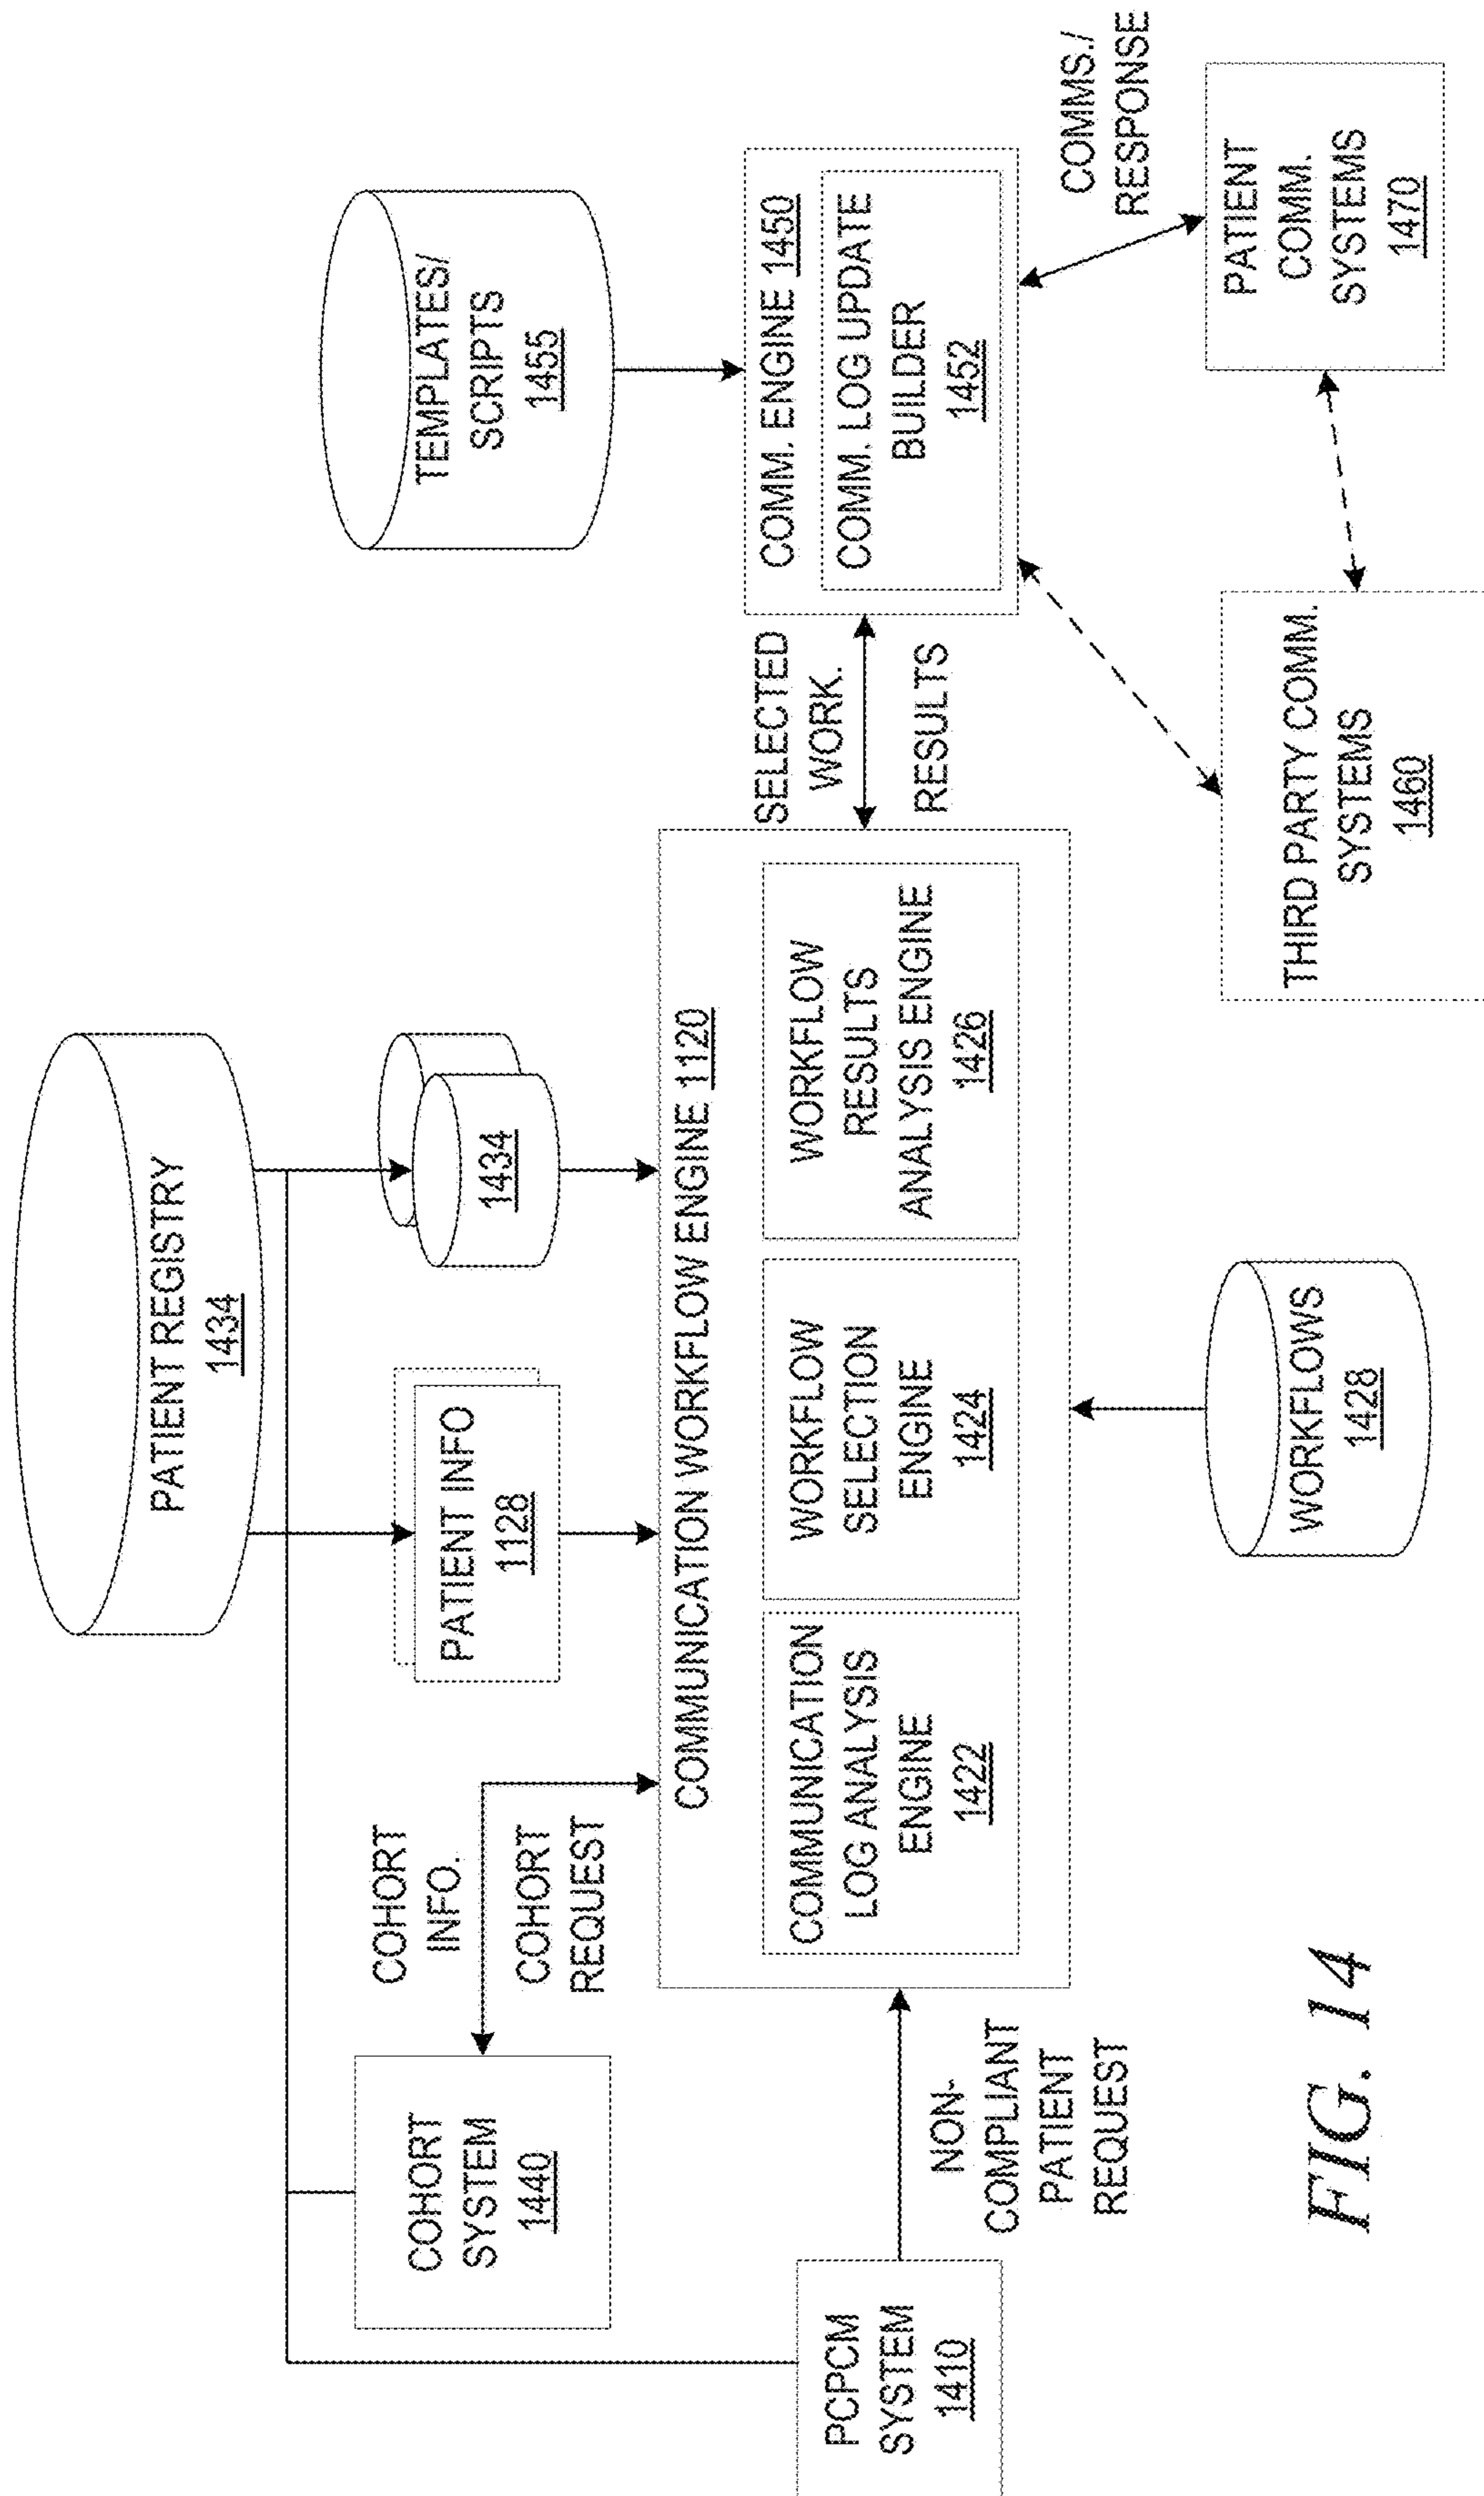 PATIENT REGISTRY
1434
COHORT
SYSTEM
1440
COHORT
INFO.
COHORT
REQUEST
PATIENT INFO
1128
1434
TEMPLATES/
SCRIPTS
1455
PCPCM
SYSTEM
1410
NON-
COMPLIANT
PATIENT
REQUEST
COMMUNICATION WORKFLOW ENGINE 1120
COMMUNICATION
LOG ANALYSIS
ENGINE
1422
WORKFLOW
SELECTION
ENGINE
1424
WORKFLOW
RESULTS
ANALYSIS ENGINE
1426
SELECTED
WORK.
RESULTS
COMM. ENGINE 1450
COMM. LOG UPDATE
BUILDER
1452
COMMS./
RESPONSE
WORKFLOWS
1428
THIRD PARTY COMM.
SYSTEMS
1460
PATIENT
COMM.
SYSTEMS
1470
FIG. 14